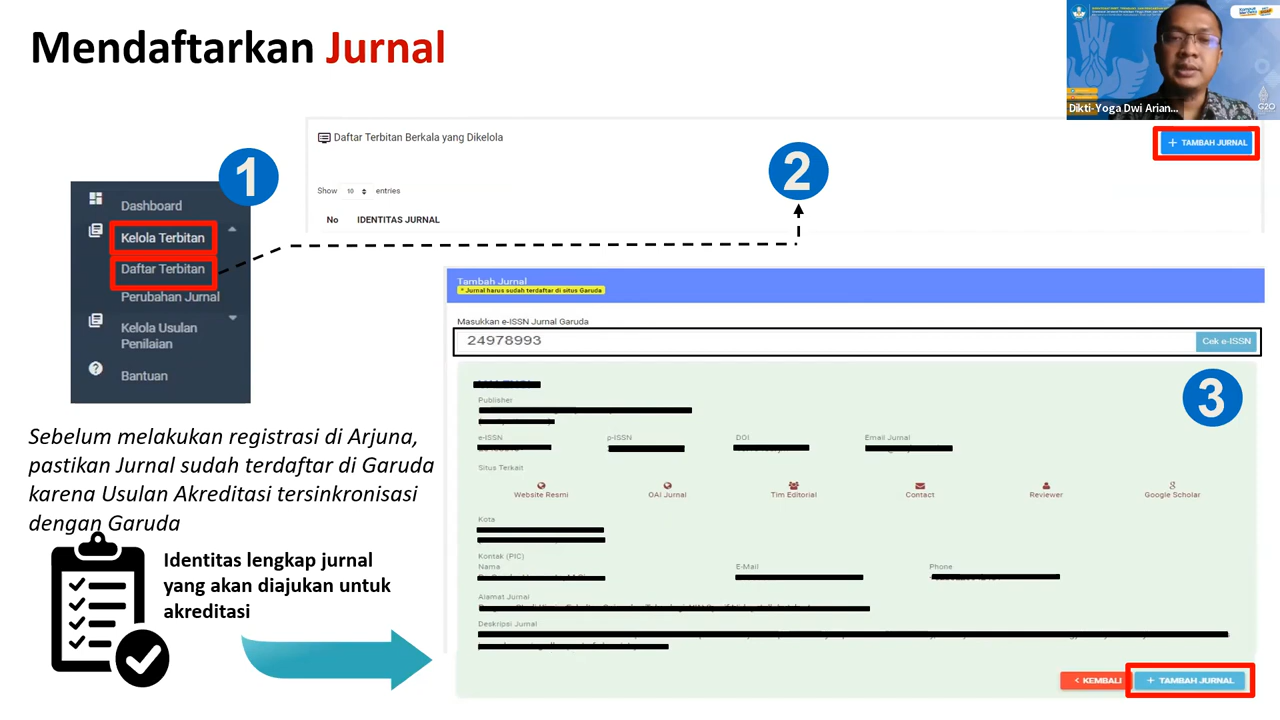 Mendaftarkan Jurnal
Dikti-Yoga Dwi Arian...
G20
Daftar Terbitan Berkala yang Dikelola
+ TAMBAH JURNAL
1
2
Show 10 entries
No IDENTITAS JURNAL
Dashboard
Kelola Terbitan
Daftar Terbitan
Perubahan Jurnal
Kelola Usulan
Penilaian
Bantuan
Tambah Jurnal
* Jurnal harus sudah terdaftar di situs Garuda
Masukkan e-ISSN Jurnal Garuda
24978993
Cek e-ISSN
3
Publisher
e-ISSN p-ISSN DOI Email Jurnal
Situs Terkait
Website Resmi OAI Jurnal Tim Editorial Contact Reviewer Google Scholar
Kota
Kontak (PIC)
Nama E-Mail Phone
Alamat Jurnal
Deskripsi Jurnal
< KEMBALI
+ TAMBAH JURNAL
Sebelum melakukan registrasi di Arjuna,
pastikan Jurnal sudah terdaftar di Garuda
karena Usulan Akreditasi tersinkronisasi
dengan Garuda
Identitas lengkap jurnal
yang akan diajukan untuk
akreditasi